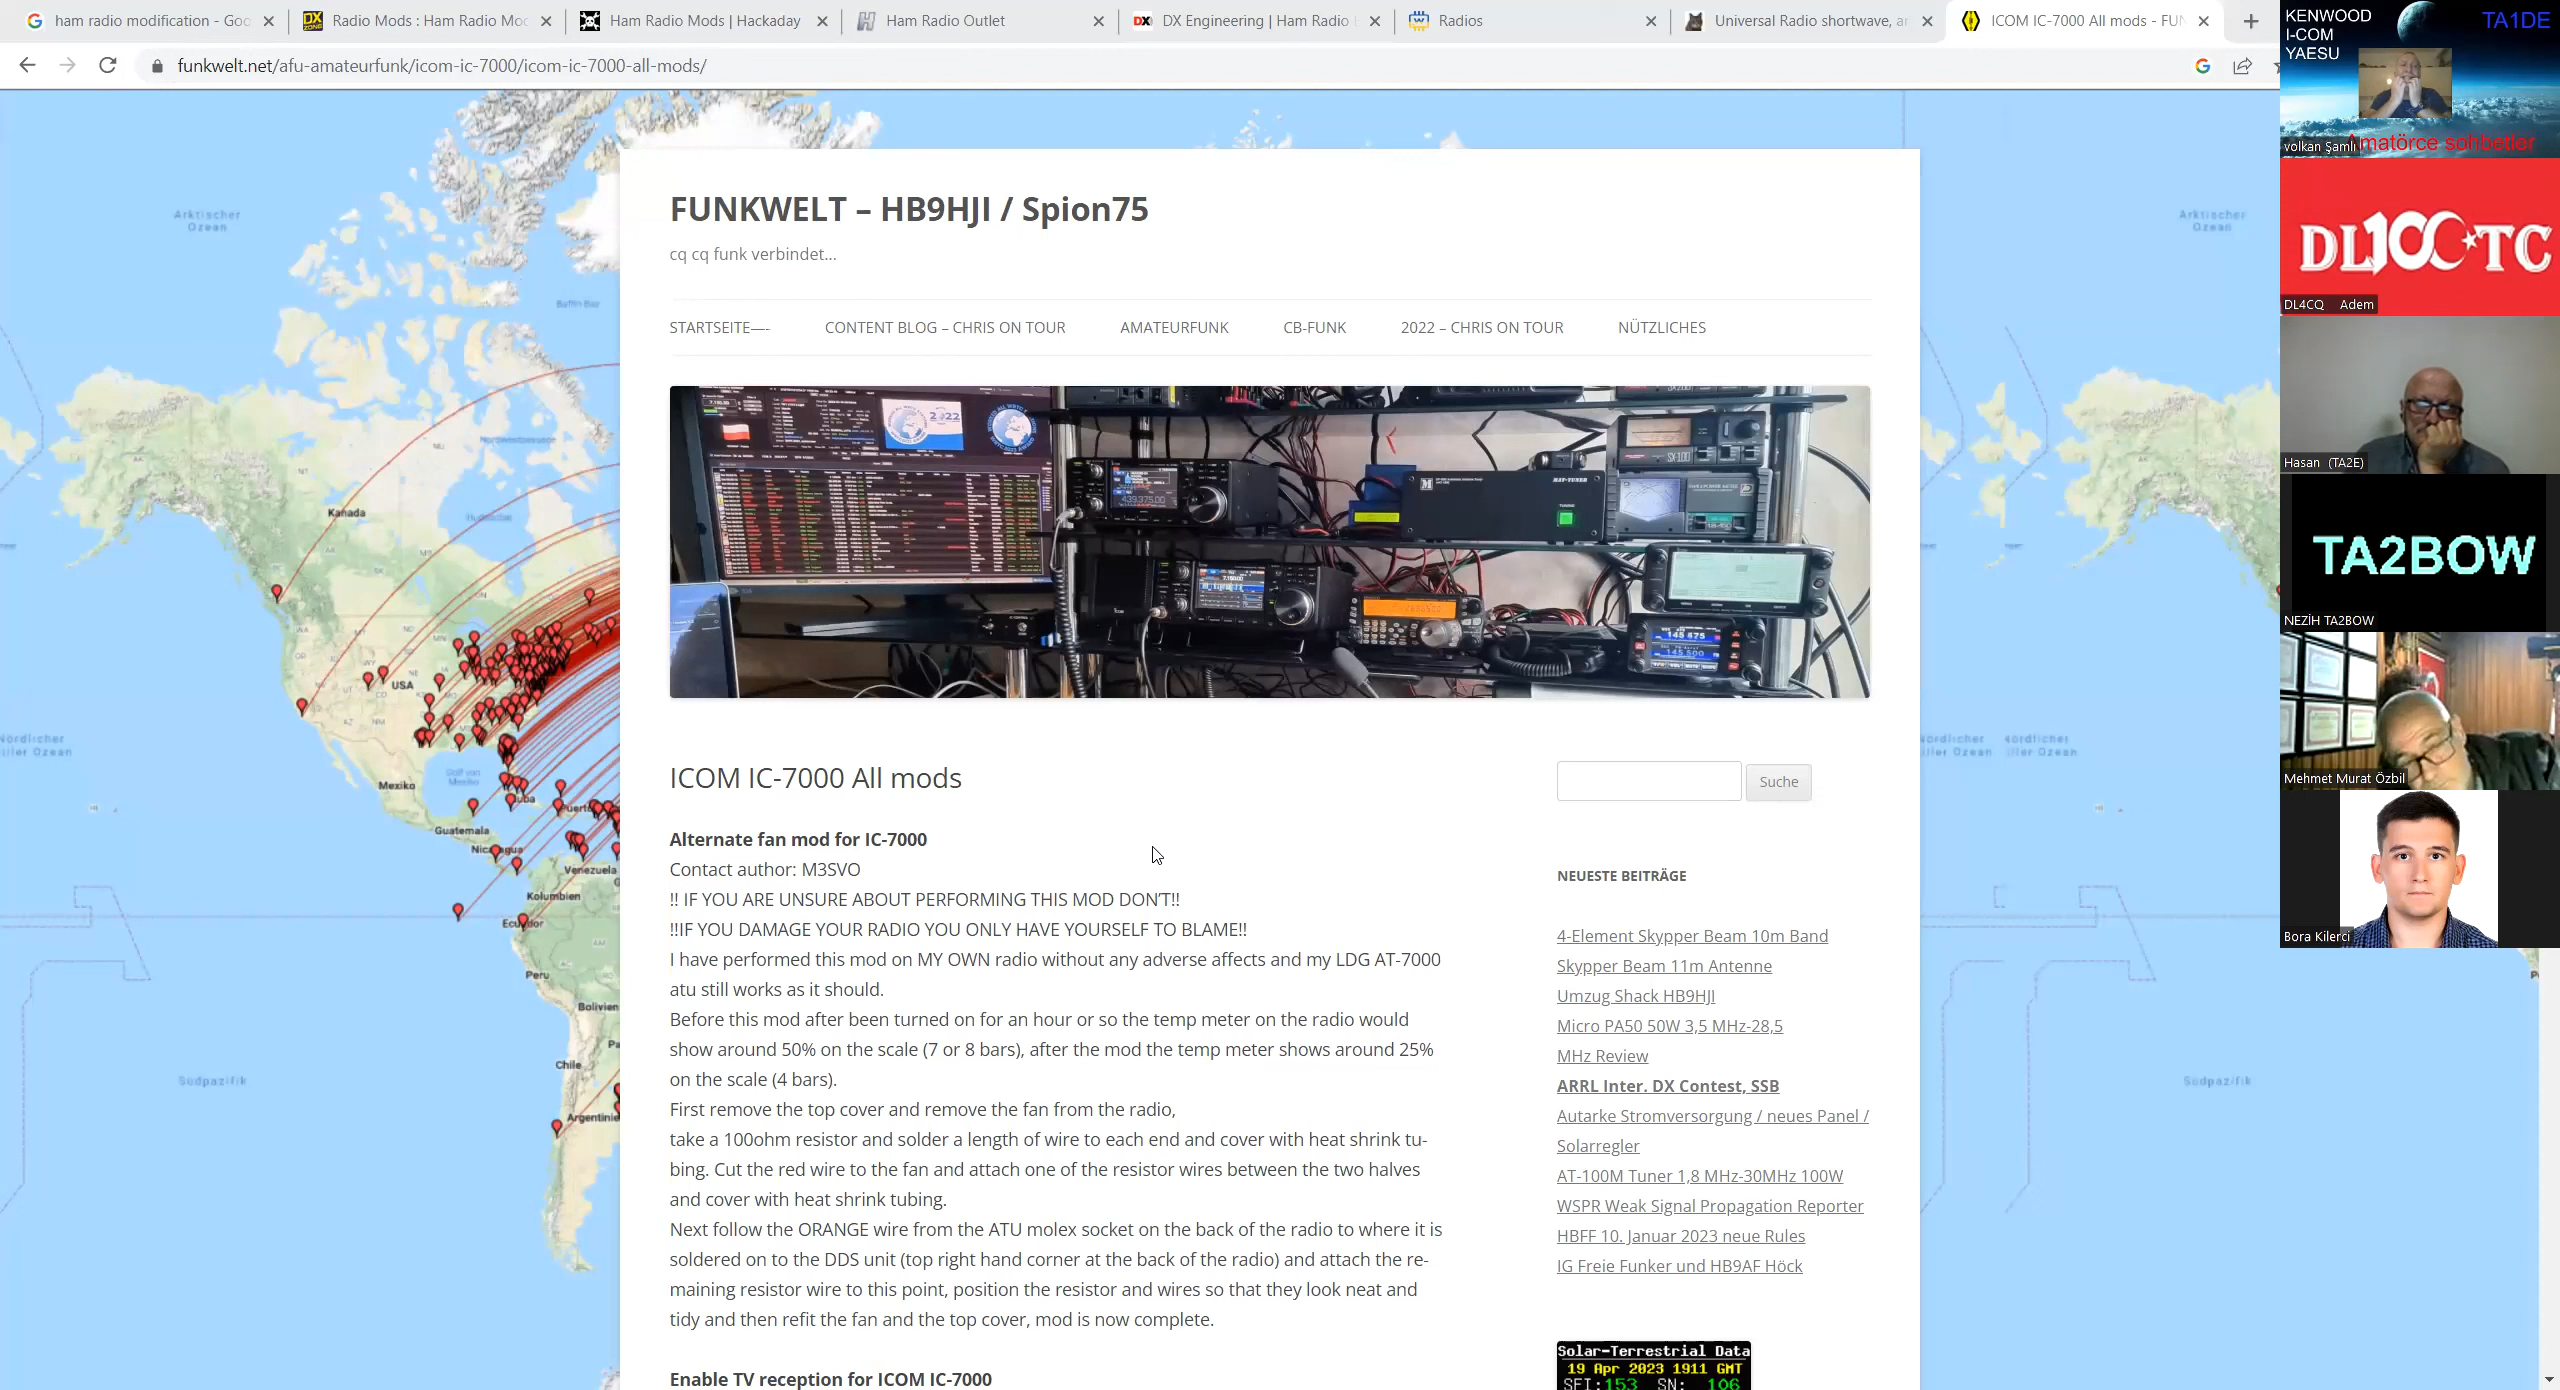 ham radio modification - Goo
Radio Mods : Ham Radio Mod
Ham Radio Mods | Hackaday
Ham Radio Outlet
DX Engineering | Ham Radio
Radios
Universal Radio shortwave, a
ICOM IC-7000 All mods - FUN
funkwelt.net/afu-amateurfunk/icom-ic-7000/icom-ic-7000-all-mods/
FUNKWELT – HB9HJI / Spion75
cq cq funk verbindet...
STARTSEITE—-
CONTENT BLOG – CHRIS ON TOUR
AMATEURFUNK
CB-FUNK
2022 – CHRIS ON TOUR
NÜTZLICHES
ICOM IC-7000 All mods
Alternate fan mod for IC-7000
Contact author: M3SVO
!! IF YOU ARE UNSURE ABOUT PERFORMING THIS MOD DON'T!!
!!IF YOU DAMAGE YOUR RADIO YOU ONLY HAVE YOURSELF TO BLAME!!
I have performed this mod on MY OWN radio without any adverse affects and my LDG AT-7000
atu still works as it should.
Before this mod after been turned on for an hour or so the temp meter on the radio would
show around 50% on the scale (7 or 8 bars), after the mod the temp meter shows around 25%
on the scale (4 bars).
First remove the top cover and remove the fan from the radio,
take a 100ohm resistor and solder a length of wire to each end and cover with heat shrink tu-
bing. Cut the red wire to the fan and attach one of the resistor wires between the two halves
and cover with heat shrink tubing.
Next follow the ORANGE wire from the ATU molex socket on the back of the radio to where it is
soldered on to the DDS unit (top right hand corner at the back of the radio) and attach the re-
maining resistor wire to this point, position the resistor and wires so that they look neat and
tidy and then refit the fan and the top cover, mod is now complete.
Enable TV reception for ICOM IC-7000
Suche
NEUESTE BEITRÄGE
4-Element Skypper Beam 10m Band
Skypper Beam 11m Antenne
Umzug Shack HB9HJI
Micro PA50 50W 3,5 MHz-28,5
MHz Review
ARRL Inter. DX Contest, SSB
Autarke Stromversorgung / neues Panel /
Solarregler
AT-100M Tuner 1,8 MHz-30MHz 100W
WSPR Weak Signal Propagation Reporter
HBFF 10. Januar 2023 neue Rules
IG Freie Funker und HB9AF Höck
Solar-Terrestrial Data
19 Apr 2023 1911 GMT
SFI:153 SN: 106
Arktischer
Ozean
Kanada
USA
Mexiko
Guatemala
Venezuela
Kolumbien
Ecuador
Peru
Bolivien
Chile
Argentinie
Südpazifik
Arktischer
Ozean
Südpazifik
KENWOOD
I-COM
YAESU
TA1DE
matörce sohbetler
volkan Şamlı
DL100TC
DL4CQ Adem
Hasan (TA2E)
TA2BOW
NEZİH TA2BOW
Mehmet Murat Özbil
Bora Kilerci